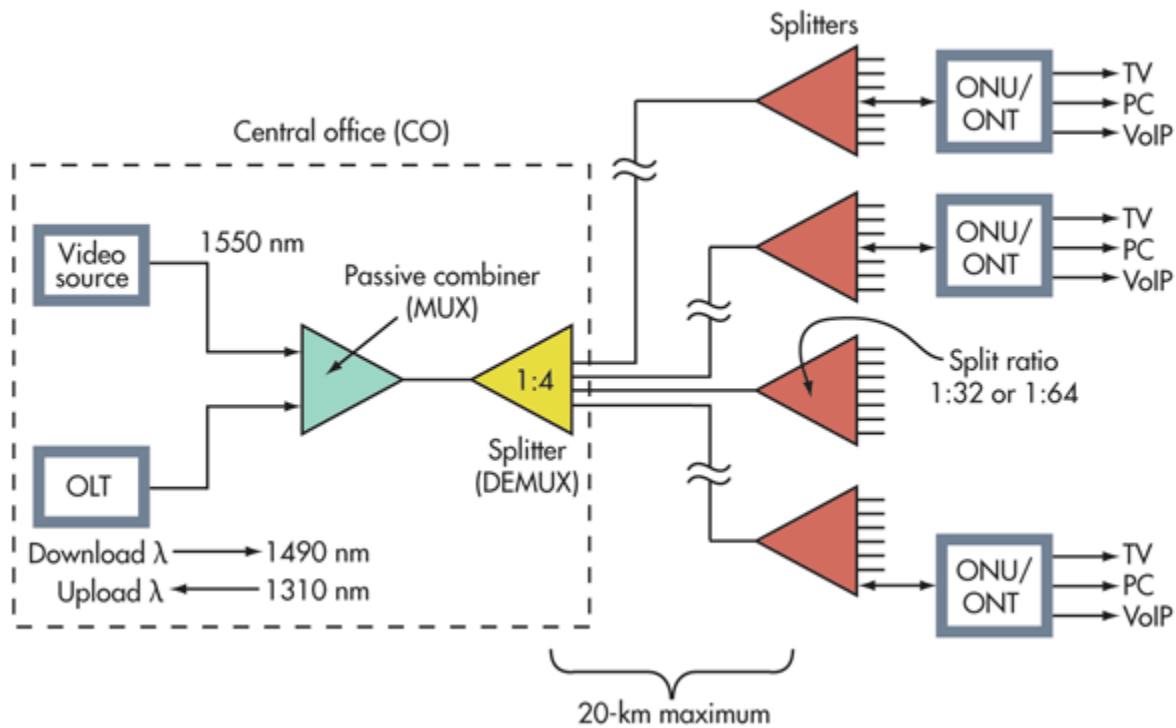 Splitters
ONU/
ONT
TV
PC
VoIP
Central office (CO)
Video
source
1550 nm
Passive combiner
(MUX)
ONU/
ONT
TV
PC
VoIP
1:4
Split ratio
1:32 or 1:64
Splitter
(DEMUX)
OLT
Download λ 1490 nm
Upload λ 1310 nm
ONU/
ONT
TV
PC
VoIP
20-km maximum